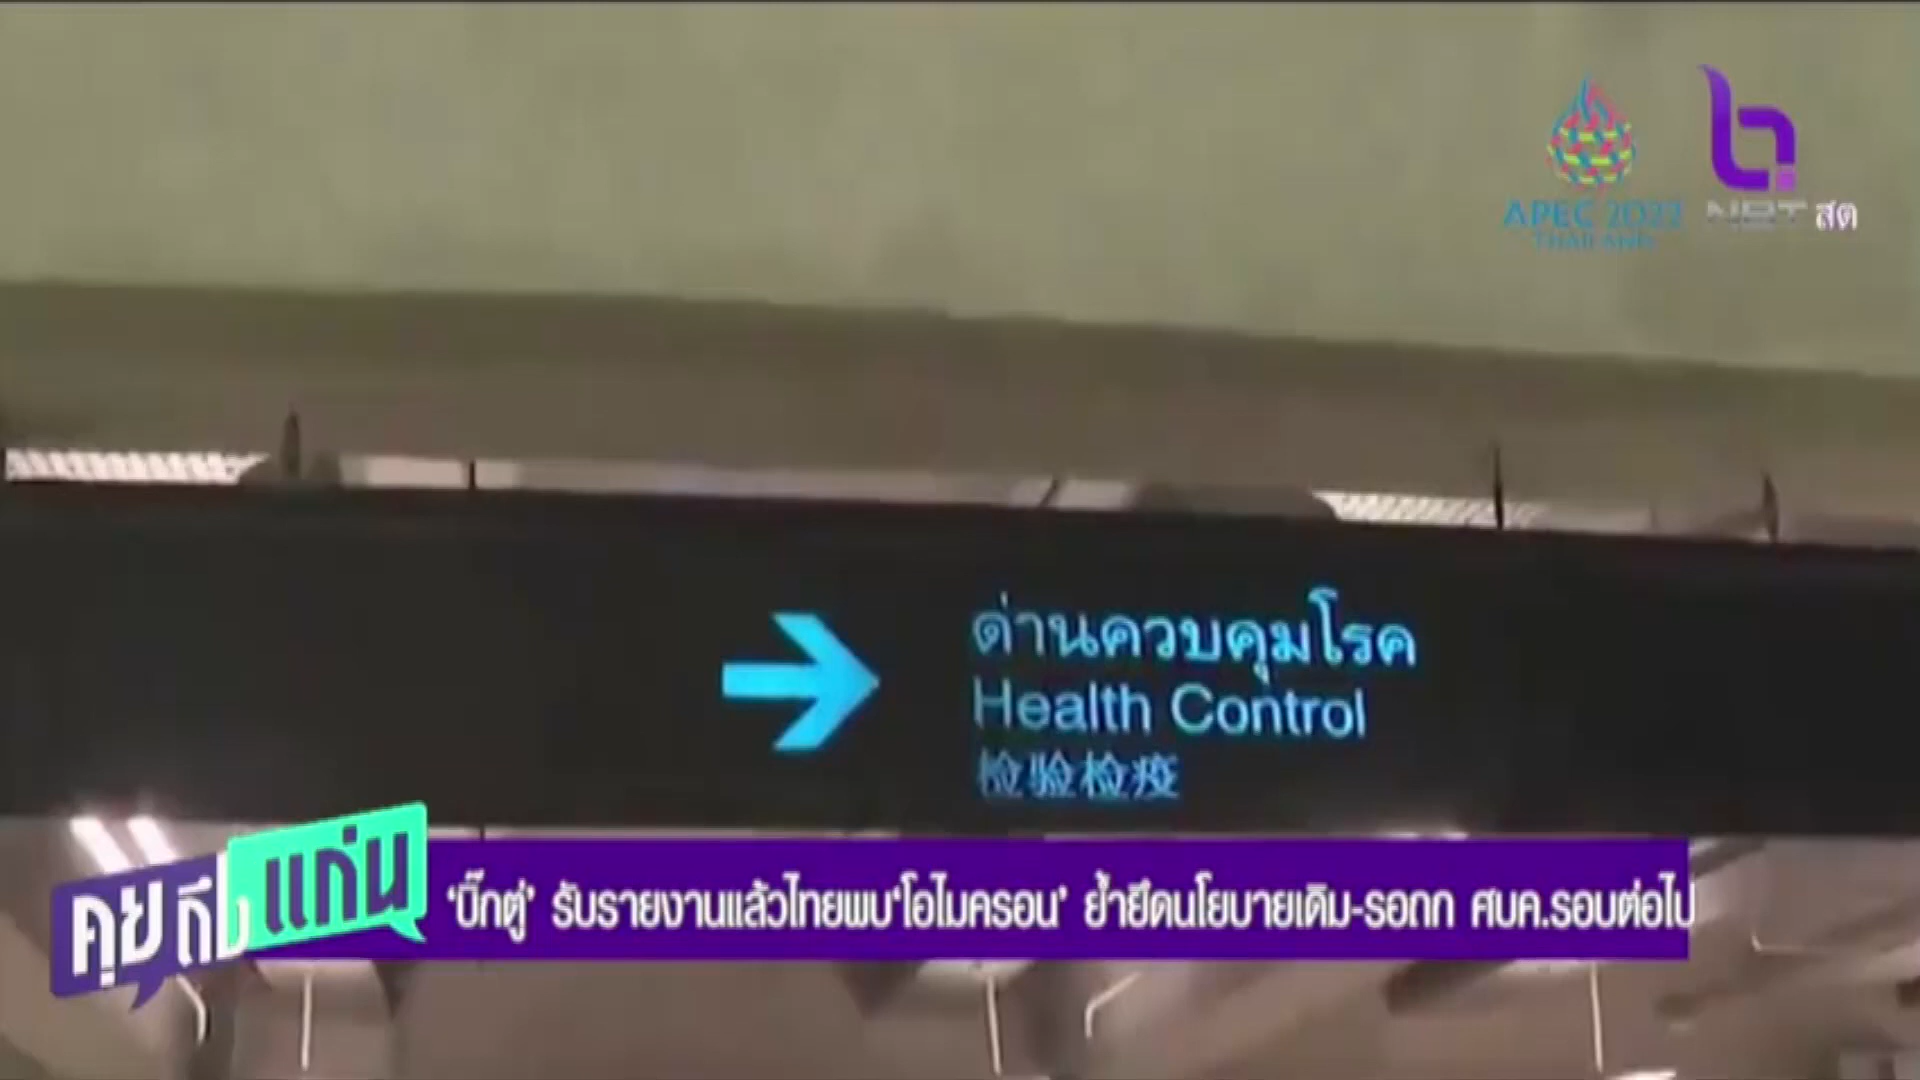 APEC 2022
THAILAND
NBT สด
ด่านควบคุมโรค
Health Control
检验检疫
คุย ถึง แก่น
‘บิ๊กตู่’ รับรายงานแล้วไทยพบ‘โอไมครอน’ ย้ำยึดนโยบายเดิม-รอถก ศบค.รอบต่อไป